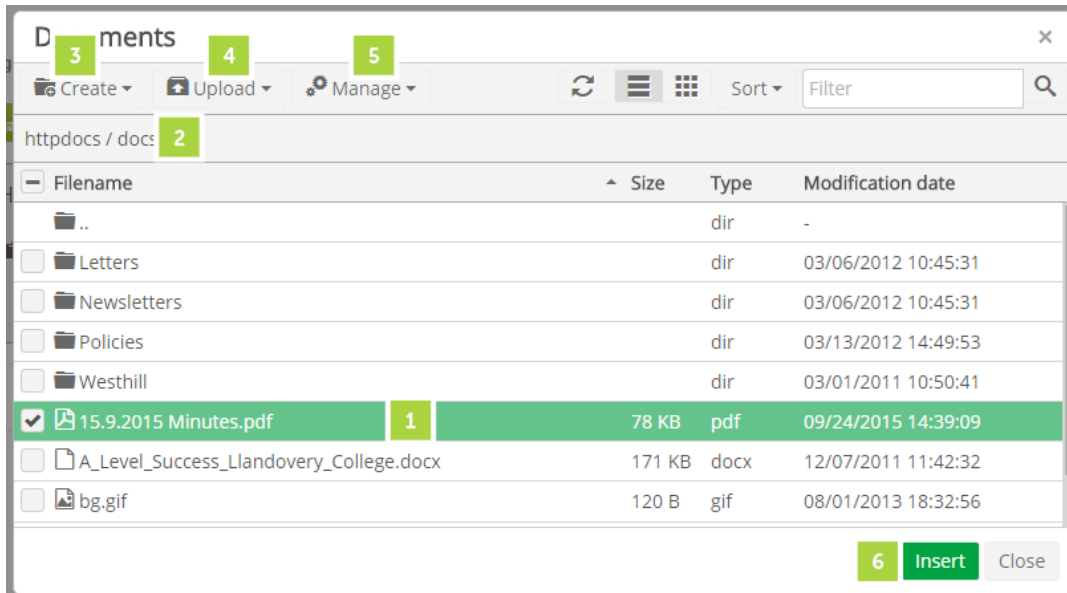 D ments ×
3 4 5
Create Upload Manage Sort Filter
httpdocs / docs 2
Filename Size Type Modification date
.. dir -
Letters dir 03/06/2012 10:45:31
Newsletters dir 03/06/2012 10:45:31
Policies dir 03/13/2012 14:49:53
Westhill dir 03/01/2011 10:50:41
15.9.2015 Minutes.pdf 1 78 KB pdf 09/24/2015 14:39:09
A_Level_Success_Llandovery_College.docx 171 KB docx 12/07/2011 11:42:32
bg.gif 120 B gif 08/01/2013 18:32:56
6 Insert Close